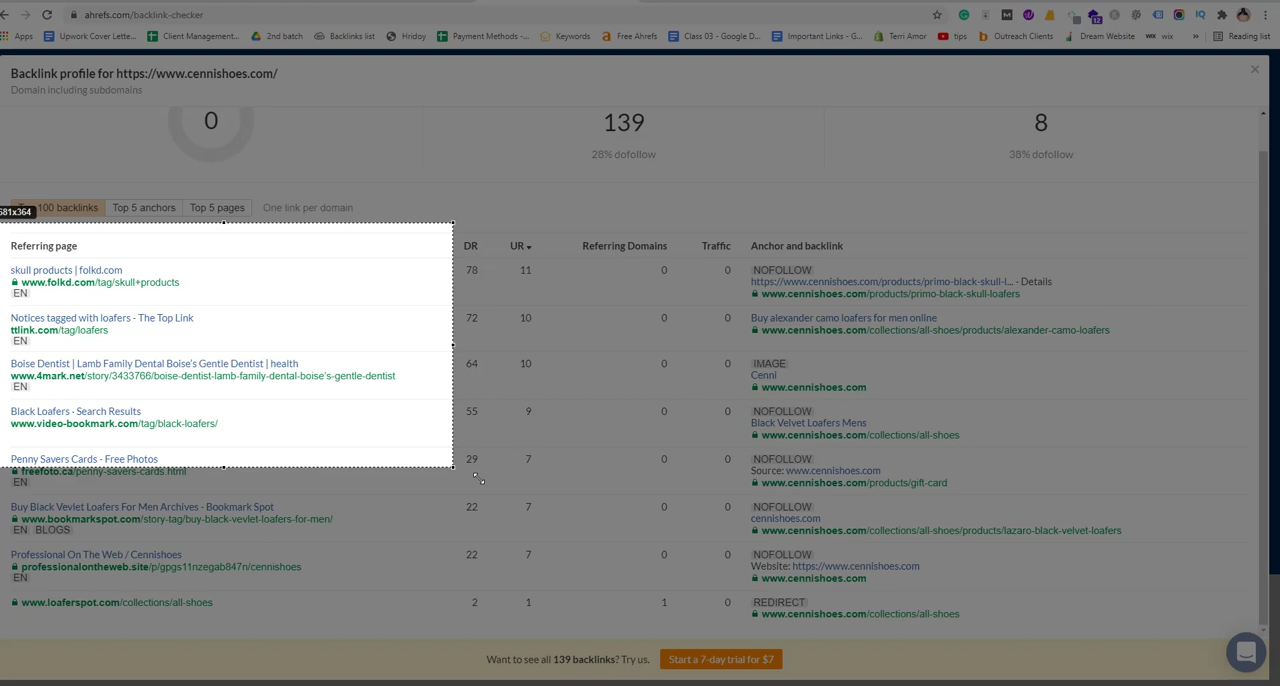 ahrefs.com/backlink-checker
Apps Upwork Cover Lette... Client Management... 2nd batch Backlinks list Hriday Payment Methods -... Keywords Free Ahrefs Class 03 - Google D... Important Links - G... Terri Amor tips Outreach Clients Dream Website wix » Reading list
Backlink profile for https://www.cennishoes.com/
Domain including subdomains
0 139 8
28% dofollow 38% dofollow
100 backlinks Top 5 anchors Top 5 pages One link per domain
681x364
Referring page DR UR Referring Domains Traffic Anchor and backlink
skull products | folkd.com 78 11 0 0 NOFOLLOW
www.folkd.com/tag/skull+products https://www.cennishoes.com/products/primo-black-skull-l... - Details
EN www.cennishoes.com/products/primo-black-skull-loafers
Notices tagged with loafers - The Top Link 72 10 0 0 Buy alexander camo loafers for men online
ttlink.com/tag/loafers www.cennishoes.com/collections/all-shoes/products/alexander-camo-loafers
EN
Boise Dentist | Lamb Family Dental Boise's Gentle Dentist | health 64 10 0 0 IMAGE
www.4mark.net/story/3433766/boise-dentist-lamb-family-dental-boise's-gentle-dentist Cenni
EN www.cennishoes.com
Black Loafers - Search Results 55 9 0 0 NOFOLLOW
www.video-bookmark.com/tag/black-loafers/ Black Velvet Loafers Mens
www.cennishoes.com/collections/all-shoes
Penny Savers Cards - Free Photos 29 7 0 0 NOFOLLOW
freefoto.ca/penny-savers-cards.html Source: www.cennishoes.com
EN www.cennishoes.com/products/gift-card
Buy Black Vevlet Loafers For Men Archives - Bookmark Spot 22 7 0 0 NOFOLLOW
www.bookmarkspot.com/story-tag/buy-black-vevlet-loafers-for-men/ cennishoes.com
EN BLOGS www.cennishoes.com/collections/all-shoes/products/lazaro-black-velvet-loafers
Professional On The Web / Cennishoes 22 7 0 0 NOFOLLOW
professionalontheweb.site/p/gpgs11nzegab847n/cennishoes Website: https://www.cennishoes.com
EN www.cennishoes.com
www.loaferspot.com/collections/all-shoes 2 1 1 0 REDIRECT
www.cennishoes.com/collections/all-shoes
Want to see all 139 backlinks? Try us. Start a 7-day trial for $7